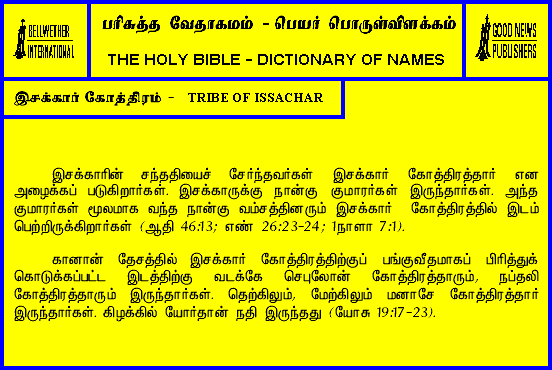 BELLWETHER
INTERNATIONAL
பரிசுத்த வேதாகமம் - பெயர் பொருள்விளக்கம்
THE HOLY BIBLE - DICTIONARY OF NAMES
GOOD NEWS
PUBLISHERS
இசக்கார் கோத்திரம் - TRIBE OF ISSACHAR
இசக்காரின் சந்ததியைச் சேர்ந்தவர்கள் இசக்கார் கோத்திரத்தார் என
அழைக்கப் படுகிறார்கள். இசக்காருக்கு நான்கு குமாரர்கள் இருந்தார்கள். அந்த
குமாரர்கள் மூலமாக வந்த நான்கு வம்சத்தினரும் இசக்கார் கோத்திரத்தில் இடம்
பெற்றிருக்கிறார்கள் (ஆதி 46:13; எண் 26:23-24; 1நாளா 7:1).
கானான் தேசத்தில் இசக்கார் கோத்திரத்திற்குப் பங்குவீதமாகப் பிரித்துக்
கொடுக்கப்பட்ட இடத்திற்கு வடக்கே செபுலோன் கோத்திரத்தாரும், நப்தலி
கோத்திரத்தாரும் இருந்தார்கள். தெற்கிலும், மேற்கிலும் மனாசே கோத்திரத்தார்
இருந்தார்கள். கிழக்கில் யோர்தான் நதி இருந்தது (யோசு 19:17-23).